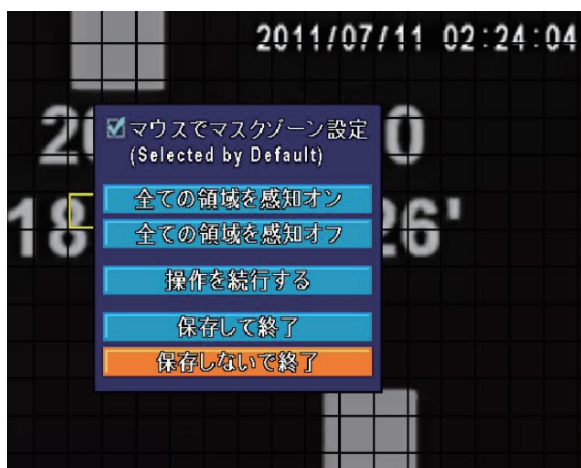 2011/07/11 02:24:04
マウスでマスクゾーン設定
(Selected by Default)
全ての領域を感知オン
全ての領域を感知オフ
操作を続行する
保存して終了
保存しないで終了